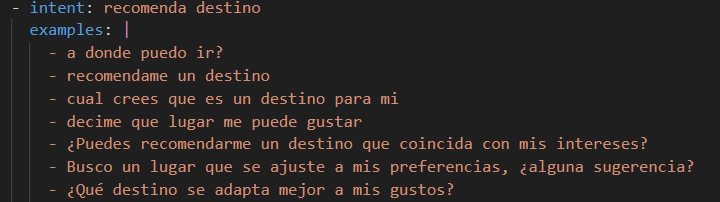 - intent: recomenda destino
examples: |
- a donde puedo ir?
- recomendame un destino
- cual crees que es un destino para mi
- decime que lugar me puede gustar
- ¿Puedes recomendarme un destino que coincida con mis intereses?
- Busco un lugar que se ajuste a mis preferencias, ¿alguna sugerencia?
- ¿Qué destino se adapta mejor a mis gustos?